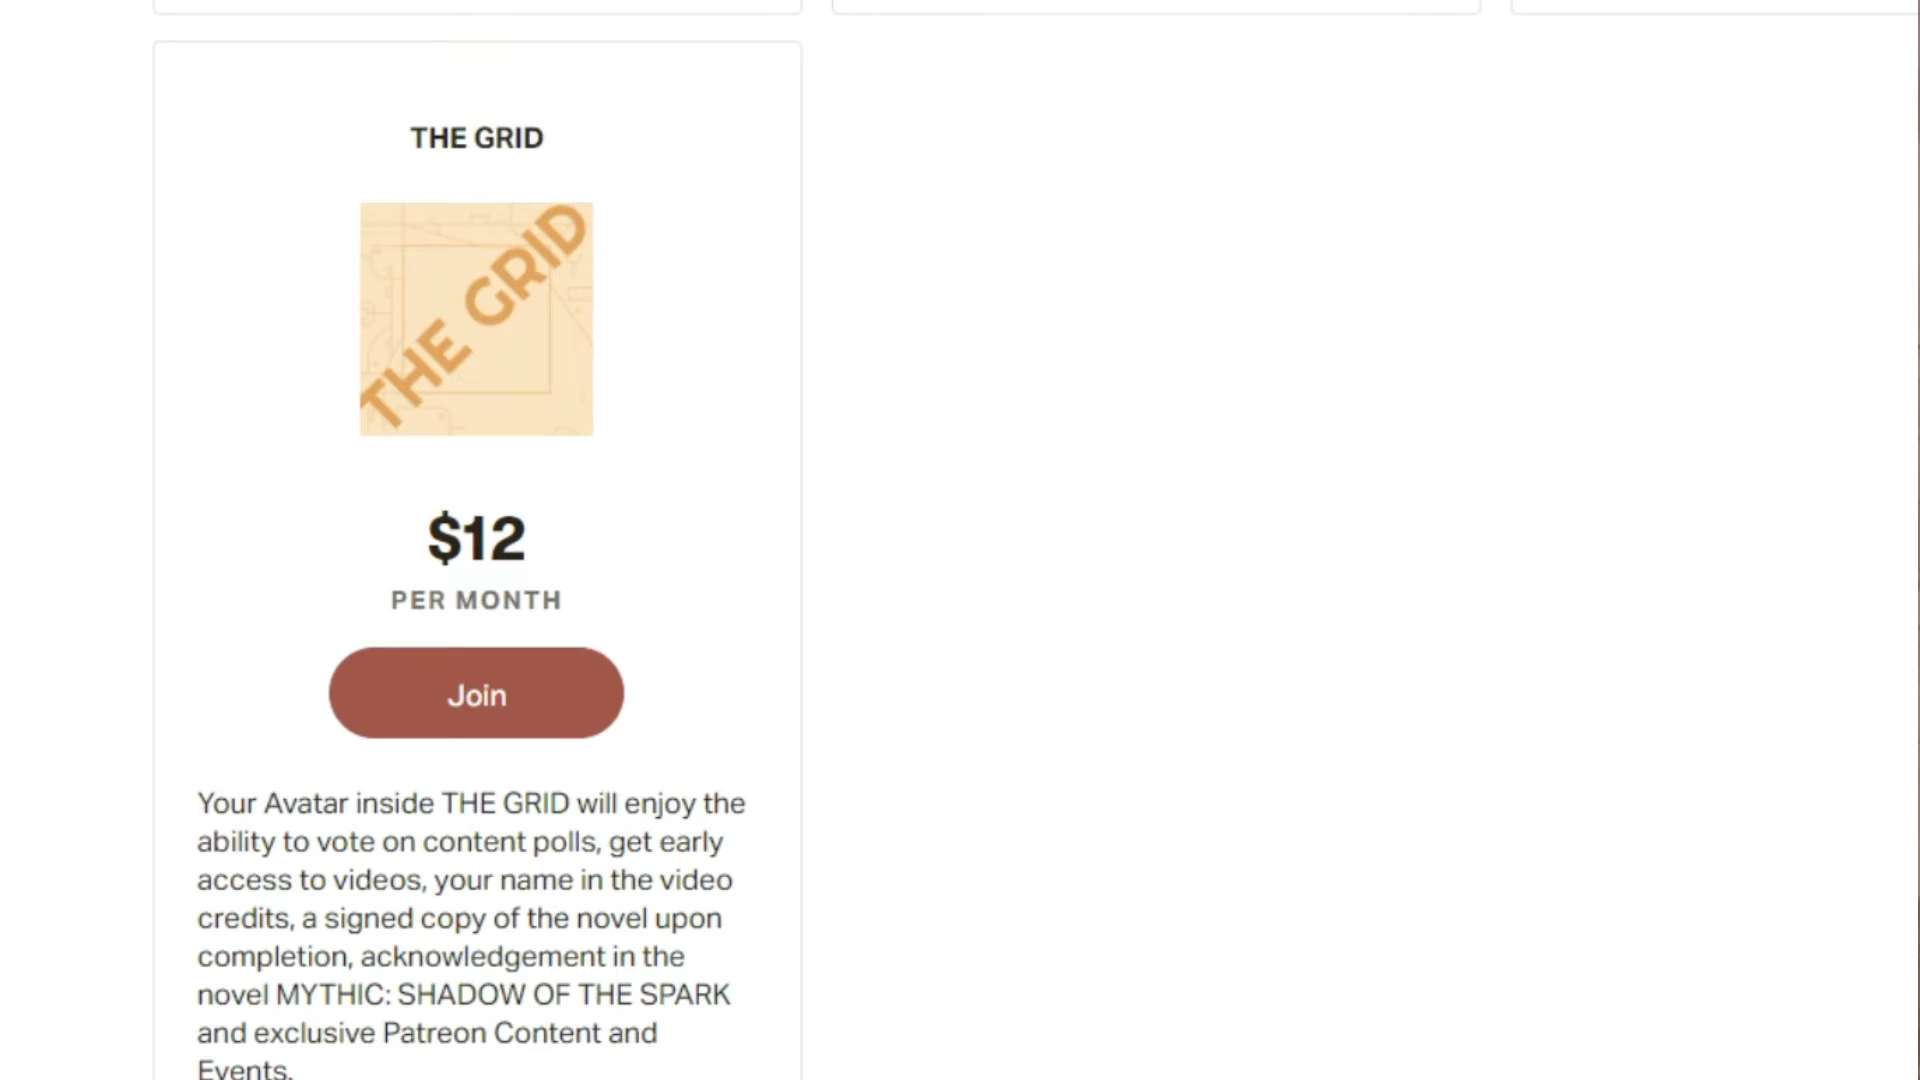 THE GRID
THE GRID
$12
PER MONTH
Join
Your Avatar inside THE GRID will enjoy the
ability to vote on content polls, get early
access to videos, your name in the video
credits, a signed copy of the novel upon
completion, acknowledgement in the
novel MYTHIC: SHADOW OF THE SPARK
and exclusive Patreon Content and
Events.